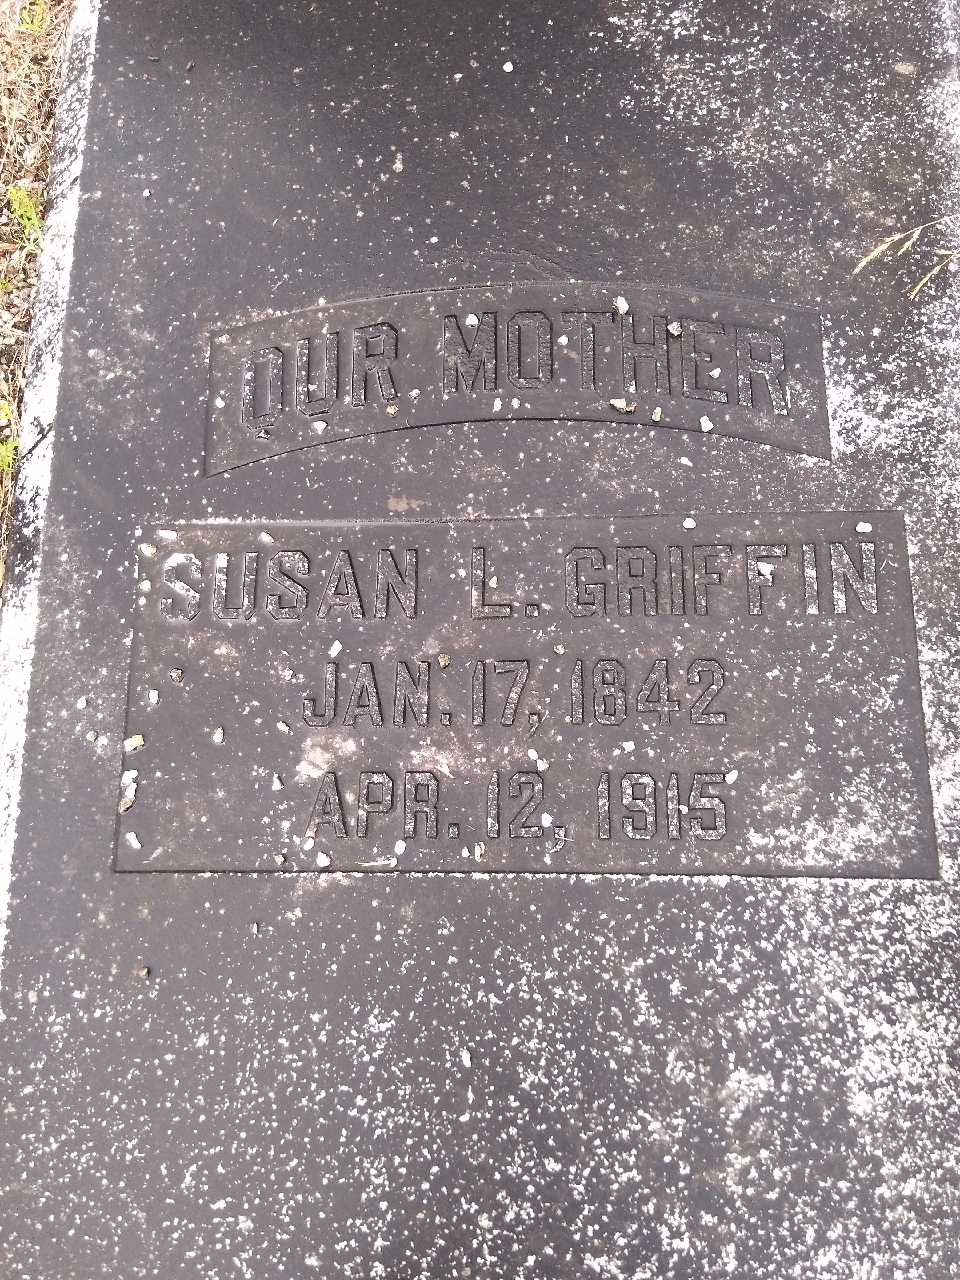 OUR MOTHER
SUSAN L. GRIFFIN
JAN. 17, 1842
APR. 12, 1915